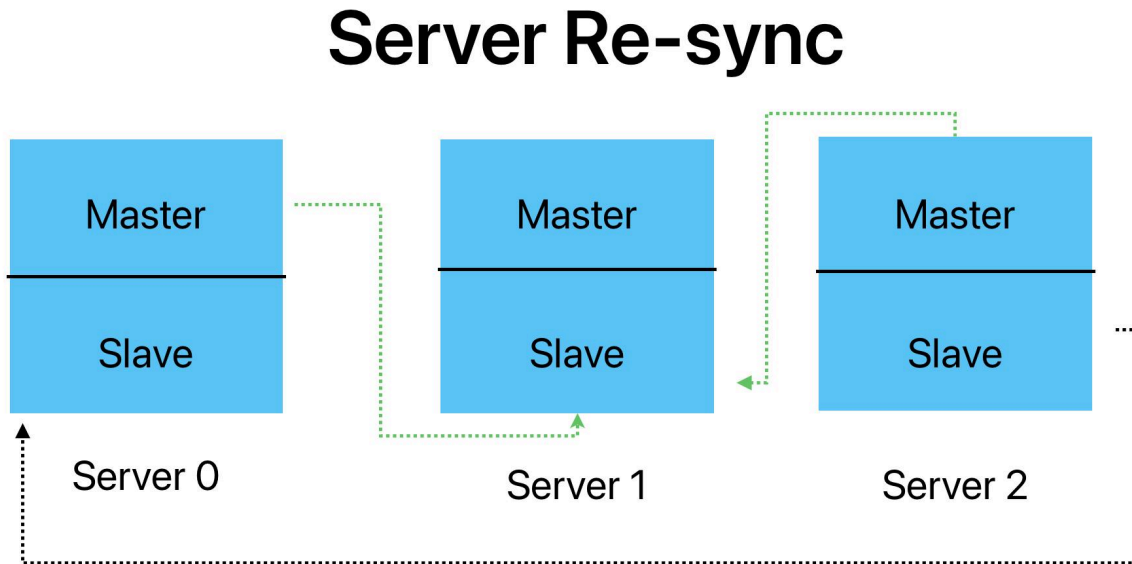 Server Re-sync
Master
Master
Master
Slave
Slave
Slave
Server 0
Server 1
Server 2